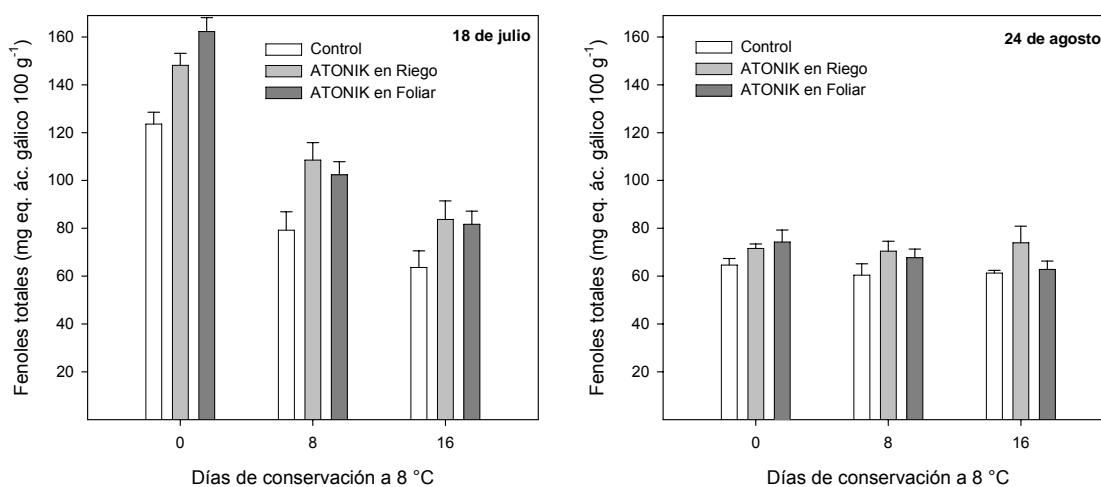 Fenoles totales (mg eq. ác. gálico 100 g-1)
160
140
120
100
80
60
40
20
18 de julio
Control
ATONIK en Riego
ATONIK en Foliar
0
8
16
Días de conservación a 8 °C
Fenoles totales (mg eq. ác. gálico 100 g-1)
160
140
120
100
80
60
40
20
24 de agosto
Control
ATONIK en Riego
ATONIK en Foliar
0
8
16
Días de conservación a 8 °C